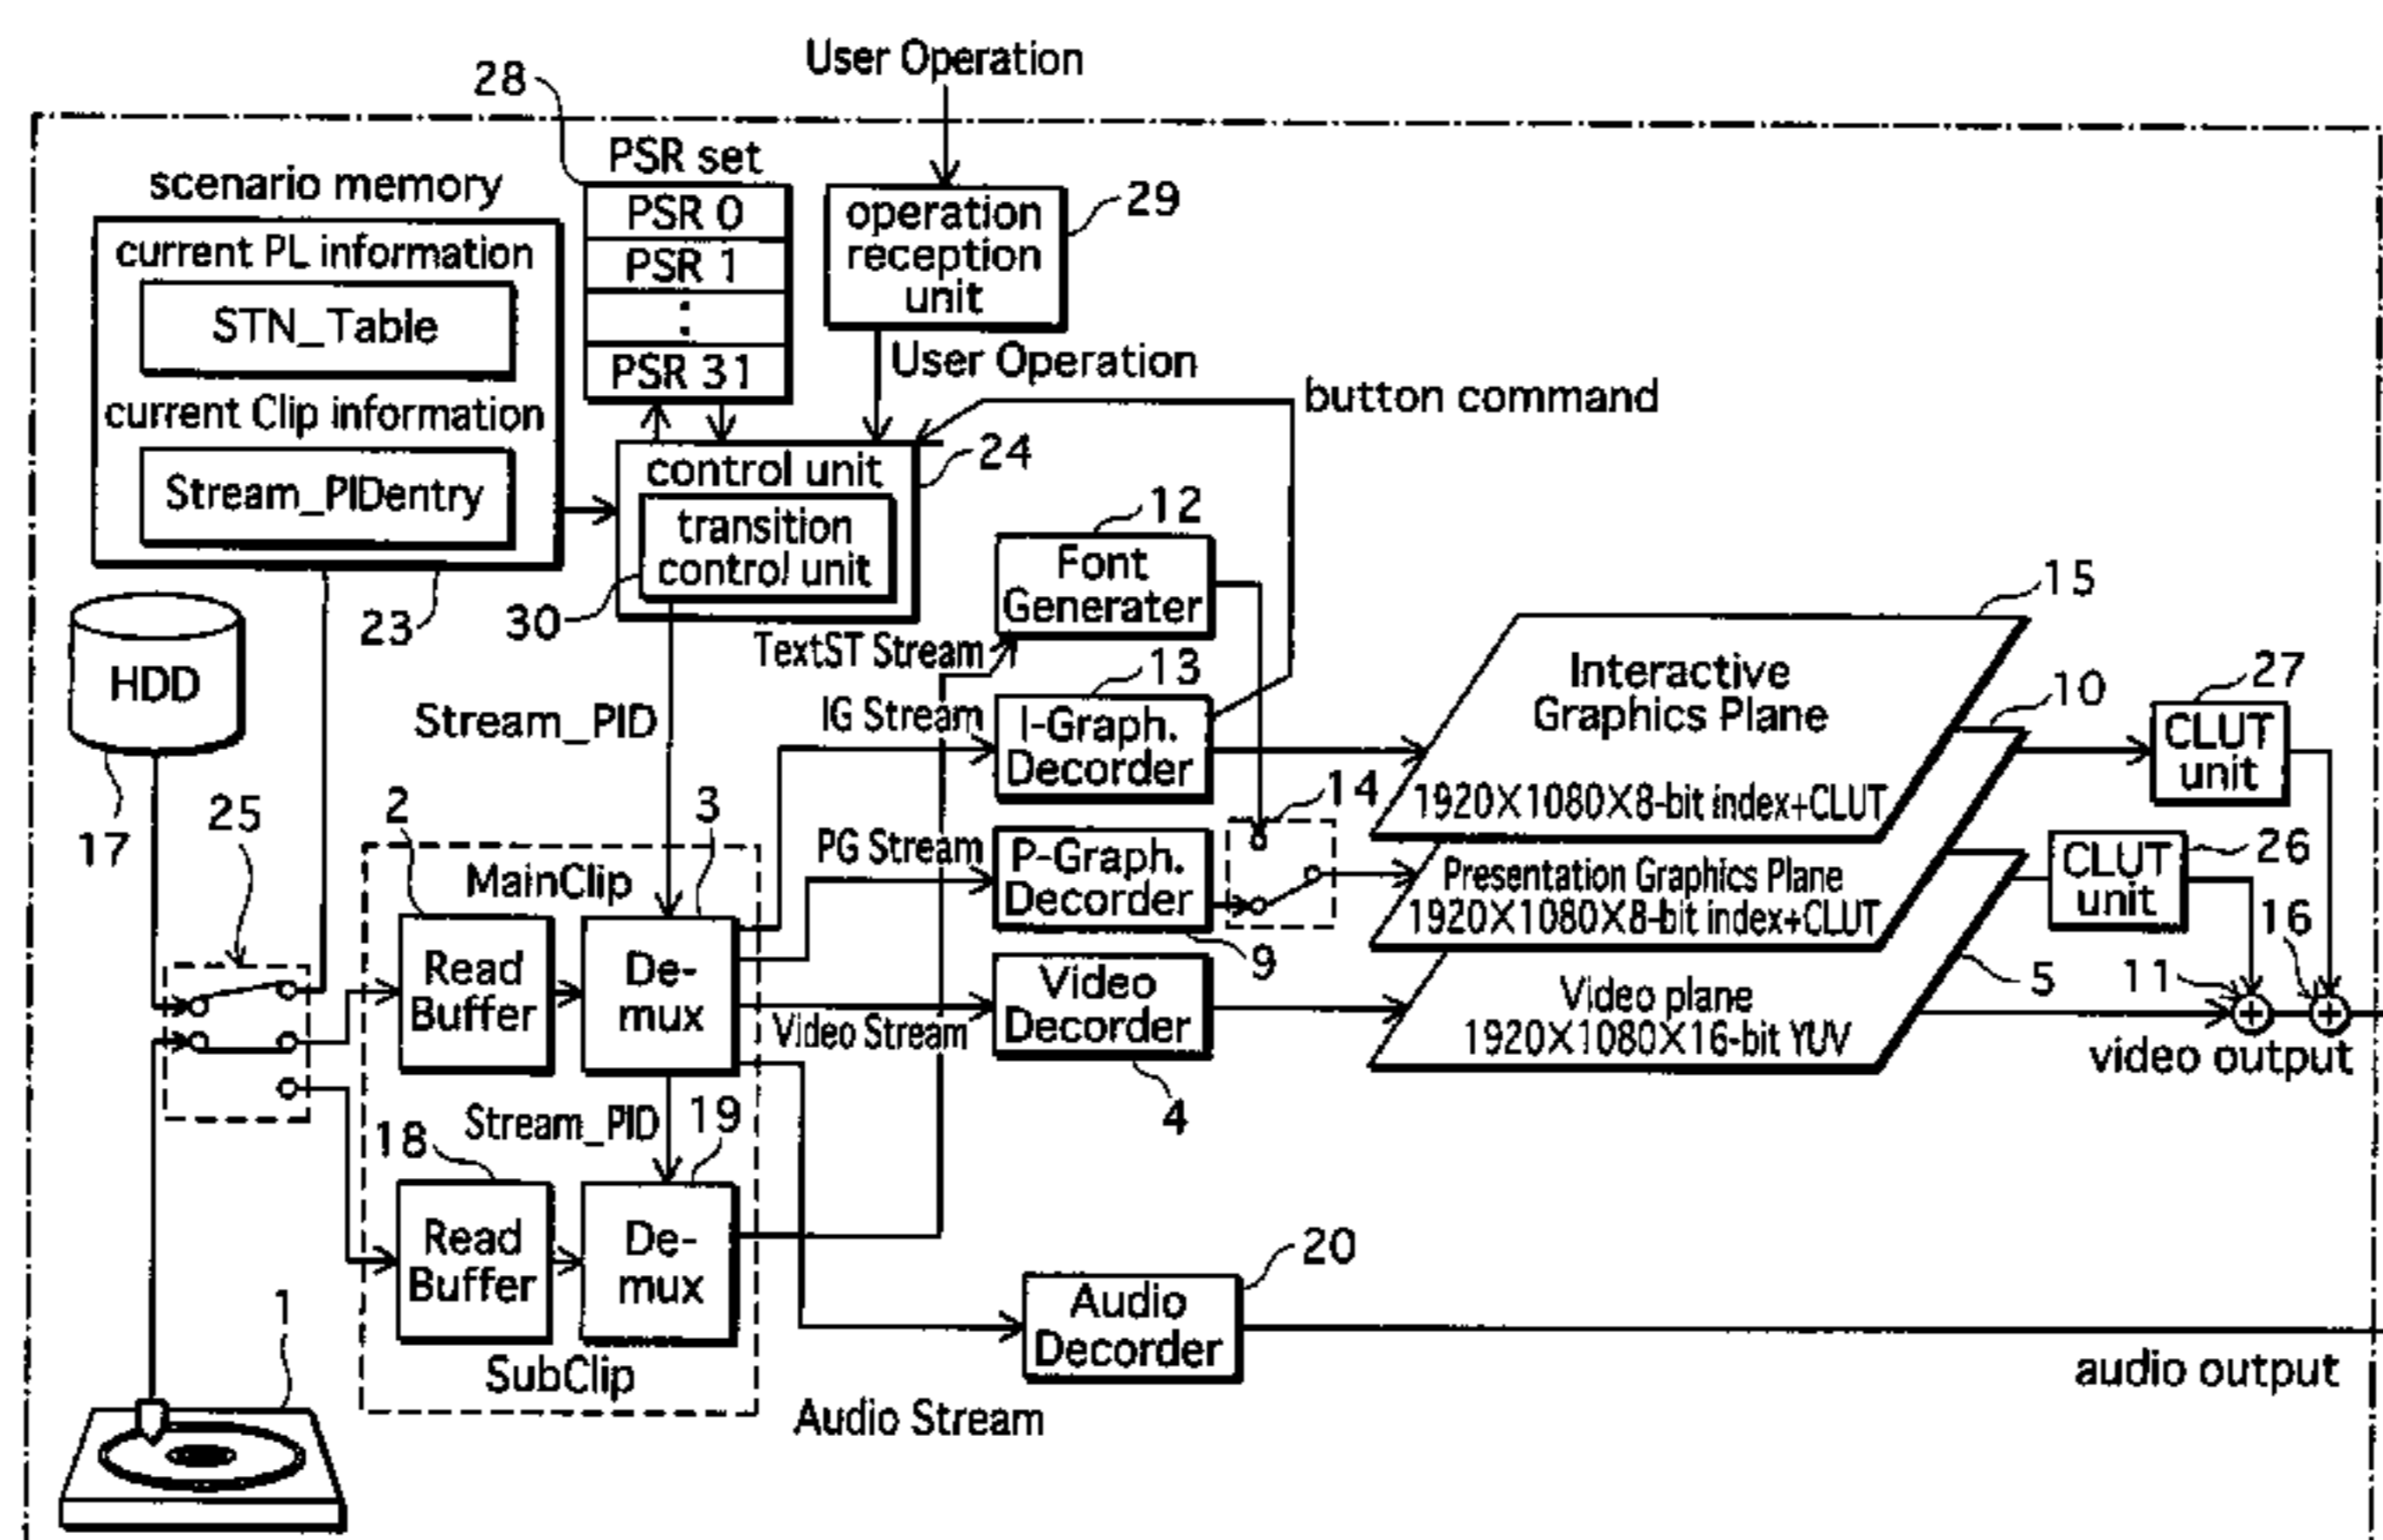 User Operation
28
PSR set
scenario memory
PSR 0
PSR 1
:
PSR 31
operation
reception
unit
29
current PL information
STN_Table
current Clip information
Stream_PIDentry
23
User Operation
button command
control unit
24
transition
control unit
30
12
Font
Generater
TextST Stream
HDD
17
Stream_PID
IG Stream
13
I-Graph.
Decorder
15
Interactive
Graphics Plane
1920X1080X8-bit index+CLUT
10
27
CLUT
unit
25
2
3
MainClip
Read
Buffer
De-
mux
PG Stream
P-Graph.
Decorder
9
14
Presentation Graphics Plane
1920X1080X8-bit index+CLUT
CLUT
unit
26
16
11
5
Video Stream
Video
Decorder
4
Video plane
1920X1080X16-bit YUV
video output
Stream_PID
18
19
Read
Buffer
De-
mux
SubClip
20
Audio
Decorder
Audio Stream
audio output
1